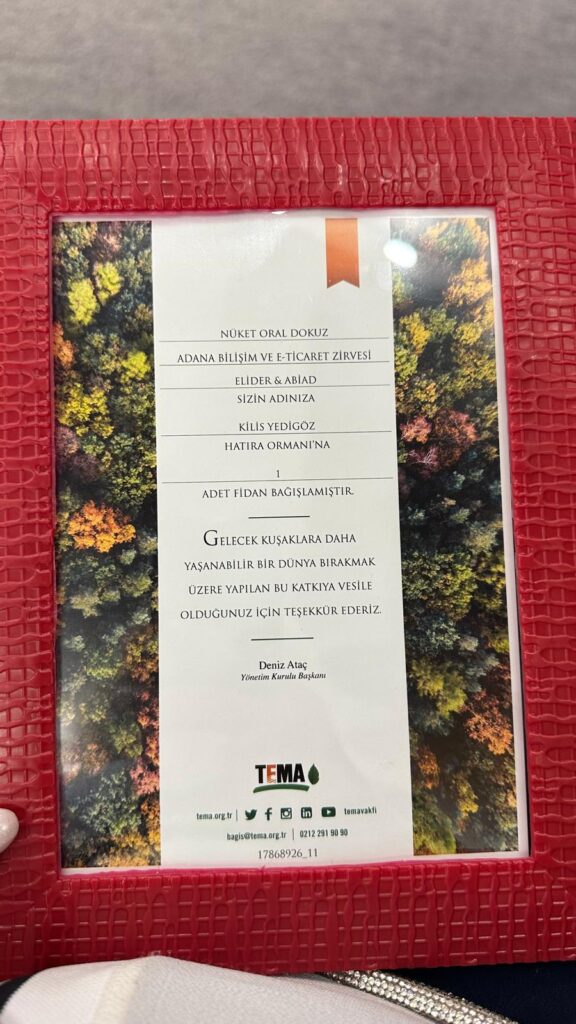 NÜKET ORAL DOKUZ
ADANA BİLİŞİM VE E-TİCARET ZİRVESİ
ELİDER & ABİAD
SİZİN ADINIZA
KİLİS YEDİGÖZ
HATIRA ORMANI'NA
1
ADET FİDAN BAĞIŞLAMIŞTIR.
GELECEK KUŞAKLARA DAHA
YAŞANABİLİR BİR DÜNYA BIRAKMAK
ÜZERE YAPILAN BU KATKIYA VESİLE
OLDUĞUNUZ İÇİN TEŞEKKÜR EDERİZ.
Deniz Ataç
Yönetim Kurulu Başkanı
TEMA
tema.org.tr | temavakfi
bagis@tema.org.tr | 0212 291 90 90
17868926_11